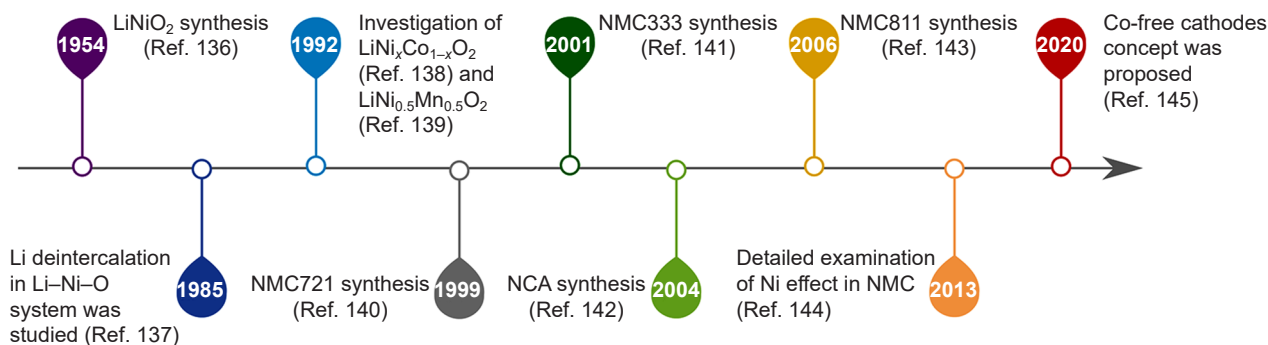 1954
LiNiO₂ synthesis
(Ref. 136)
1992
Investigation of
LiNiₓCo₁₋ₓO₂
(Ref. 138) and
LiNi₀.₅Mn₀.₅O₂
(Ref. 139)
2001
NMC333 synthesis
(Ref. 141)
2006
NMC811 synthesis
(Ref. 143)
2020
Co-free cathodes
concept was
proposed
(Ref. 145)
Li deintercalation
in Li–Ni–O
system was
studied (Ref. 137)
1985
NMC721 synthesis
(Ref. 140)
1999
NCA synthesis
(Ref. 142)
2004
Detailed examination
of Ni effect in NMC
(Ref. 144)
2013